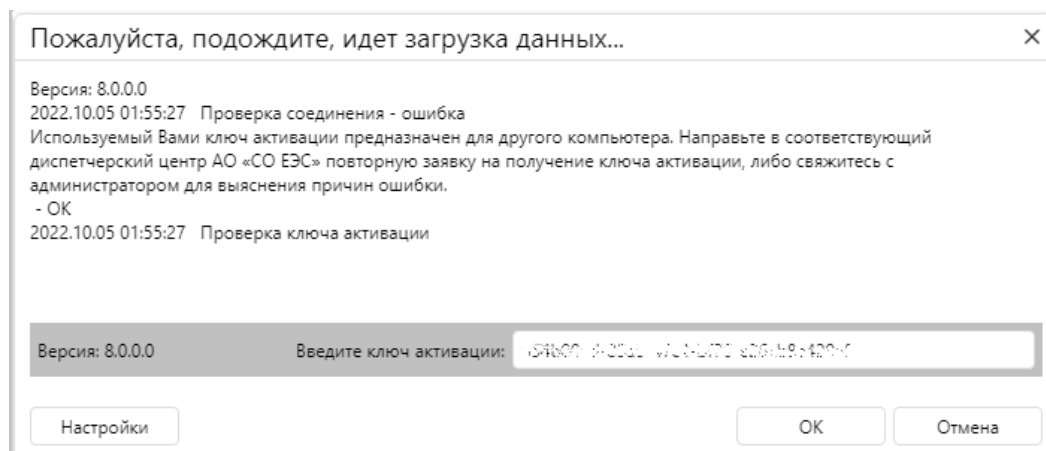 Пожалуйста, подождите, идет загрузка данных...
Версия: 8.0.0.0
2022.10.05 01:55:27 Проверка соединения - ошибка
Используемый Вами ключ активации предназначен для другого компьютера. Направьте в соответствующий
диспетчерский центр АО «СО ЕЭС» повторную заявку на получение ключа активации, либо свяжитесь с
администратором для выяснения причин ошибки.
- ОК
2022.10.05 01:55:27 Проверка ключа активации
Версия: 8.0.0.0 Введите ключ активации:
Настройки ОК Отмена